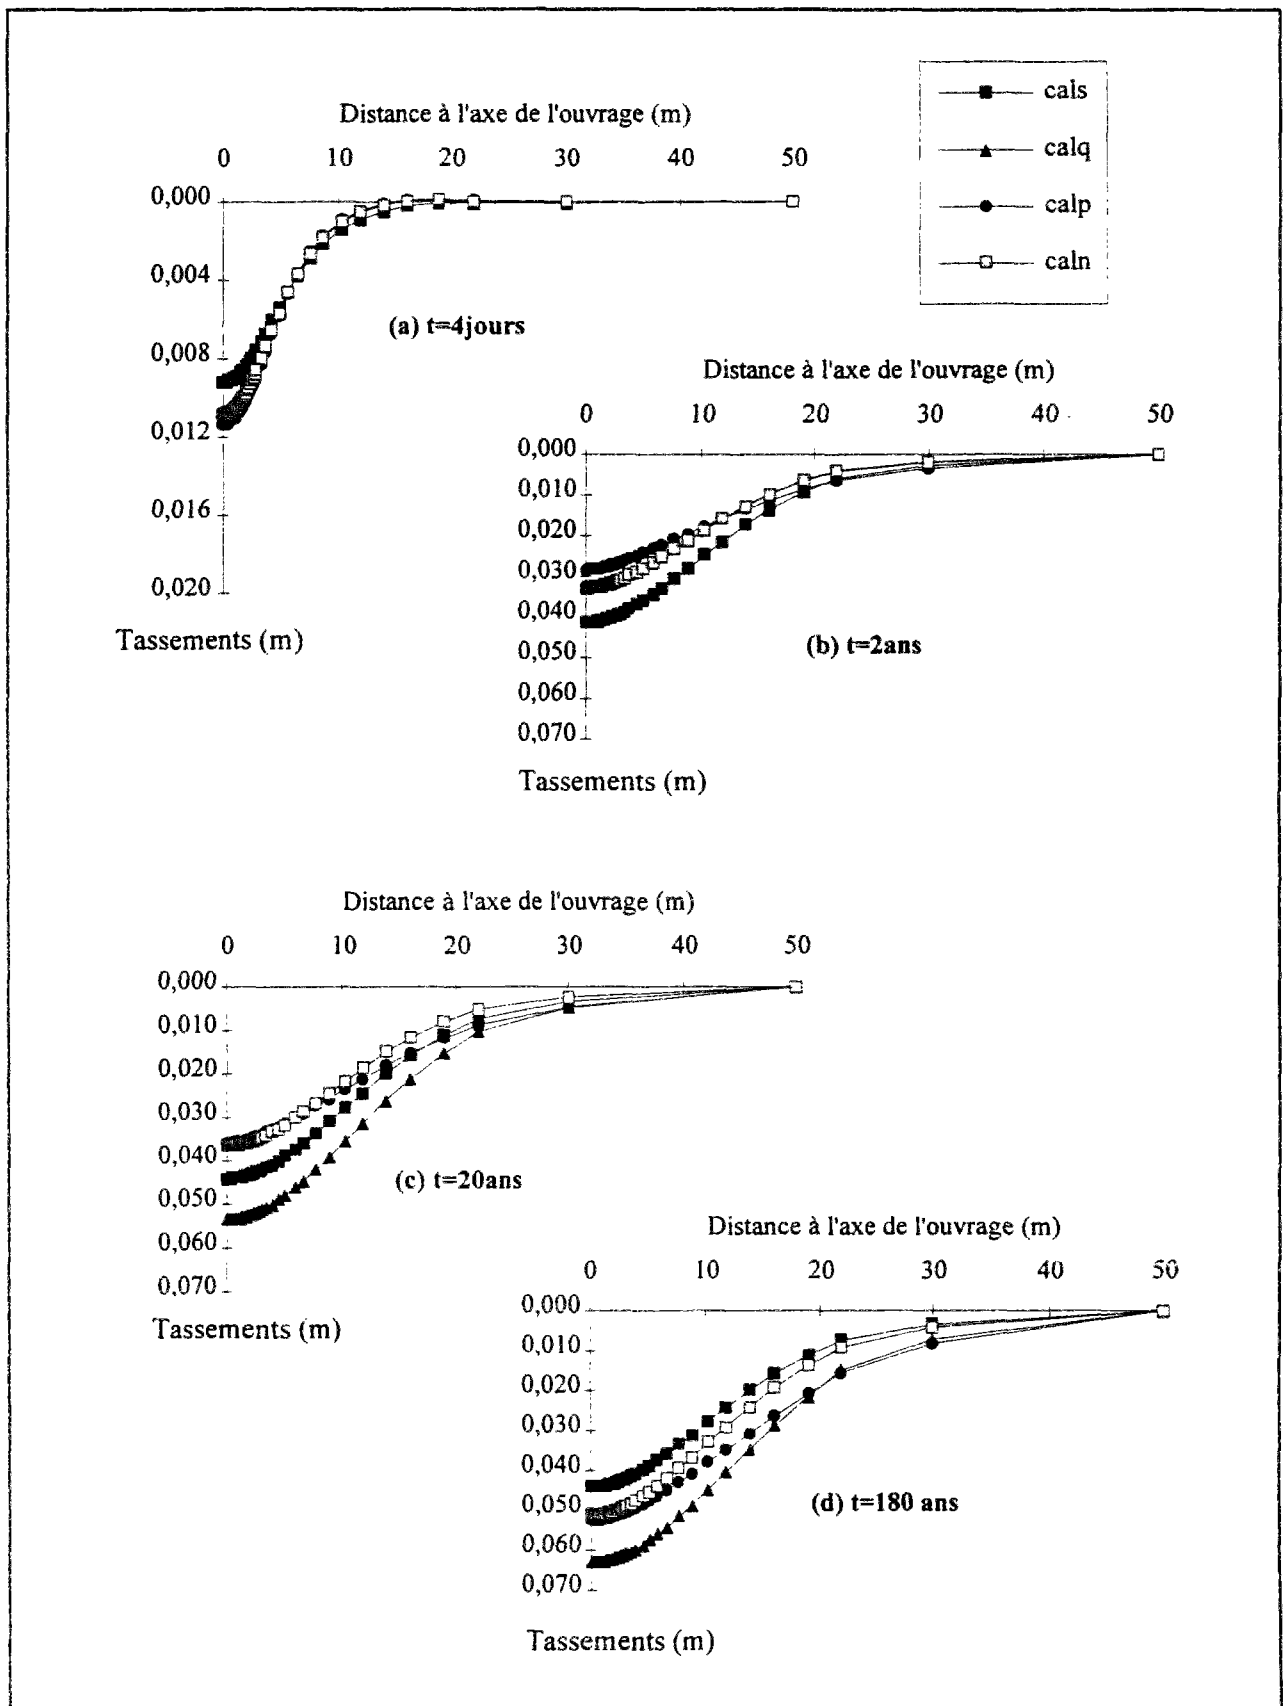 cals
calq
calp
caln
Distance à l'axe de l'ouvrage (m)
0 10 20 30 40 50
0,000
0,004
0,008
0,012
0,016
0,020
Tassements (m)
(a) t=4jours
Distance à l'axe de l'ouvrage (m)
0 10 20 30 40 50
0,000
0,010
0,020
0,030
0,040
0,050
0,060
0,070
Tassements (m)
(b) t=2ans
Distance à l'axe de l'ouvrage (m)
0 10 20 30 40 50
0,000
0,010
0,020
0,030
0,040
0,050
0,060
0,070
Tassements (m)
(c) t=20ans
Distance à l'axe de l'ouvrage (m)
0 10 20 30 40 50
0,000
0,010
0,020
0,030
0,040
0,050
0,060
0,070
Tassements (m)
(d) t=180 ans